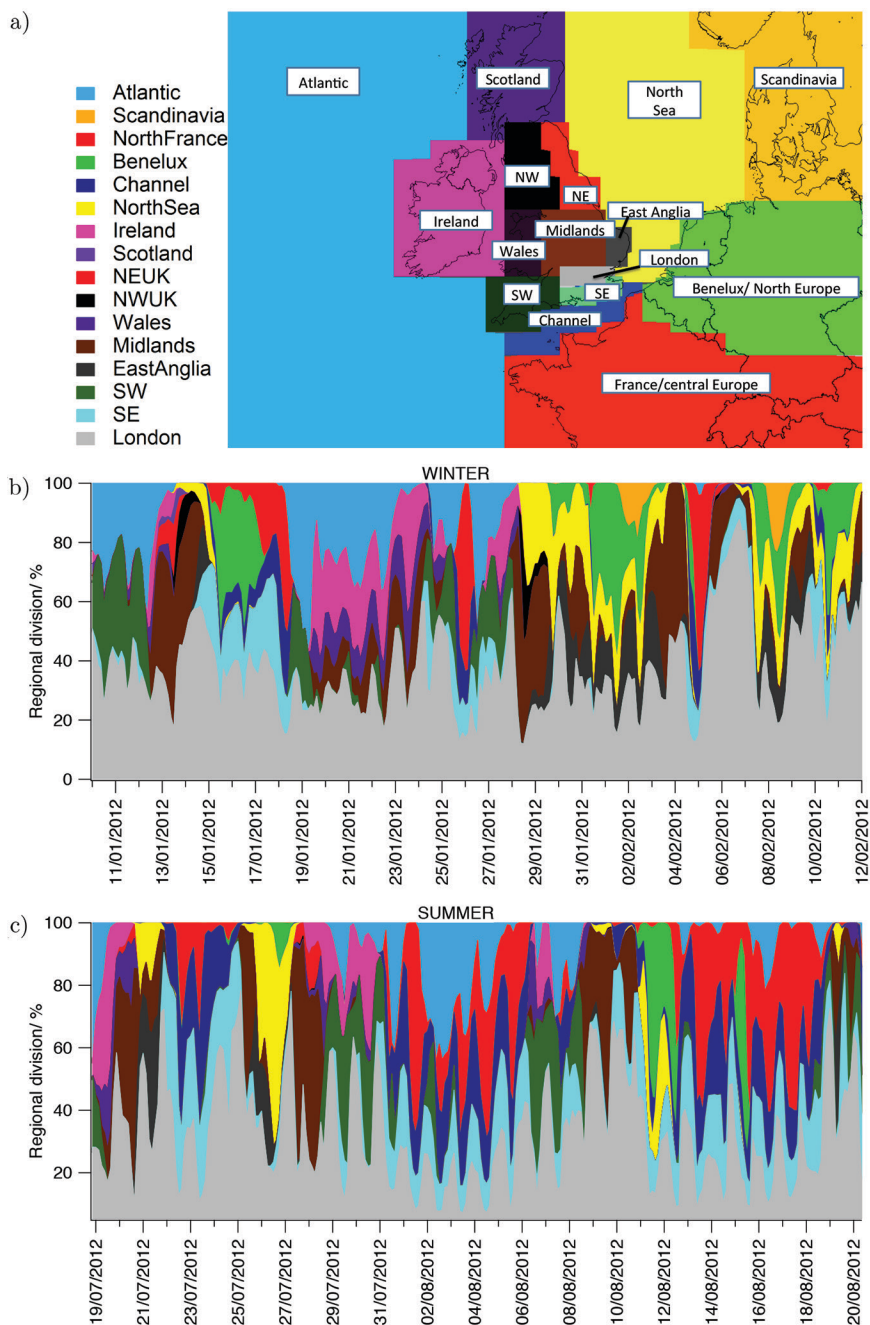 a)
Atlantic
Scandinavia
NorthFrance
Benelux
Channel
NorthSea
Ireland
Scotland
NEUK
NWUK
Wales
Midlands
EastAnglia
SW
SE
London
Atlantic
Scotland
North
Sea
Scandinavia
NW
NE
East Anglia
Ireland
Midlands
Wales
London
SW
SE
Benelux/ North Europe
Channel
France/central Europe
b)
WINTER
Regional division/ %
100
80
60
40
20
0
11/01/2012
13/01/2012
15/01/2012
17/01/2012
19/01/2012
21/01/2012
23/01/2012
25/01/2012
27/01/2012
29/01/2012
31/01/2012
02/02/2012
04/02/2012
06/02/2012
08/02/2012
10/02/2012
12/02/2012
c)
SUMMER
Regional division/ %
100
80
60
40
20
19/07/2012
21/07/2012
23/07/2012
25/07/2012
27/07/2012
29/07/2012
31/07/2012
02/08/2012
04/08/2012
06/08/2012
08/08/2012
10/08/2012
12/08/2012
14/08/2012
16/08/2012
18/08/2012
20/08/2012